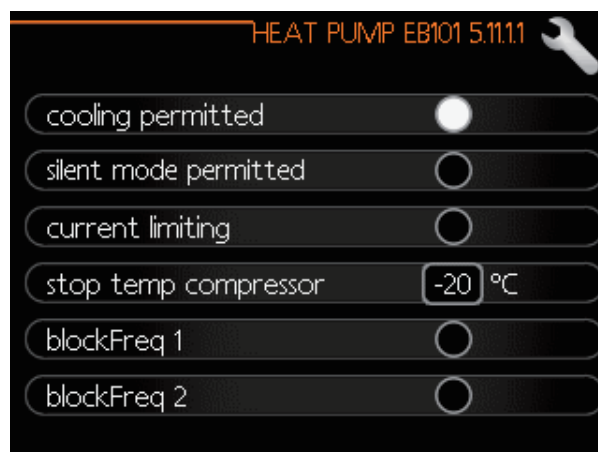 HEAT PUMP EB101 5.11.1.1
cooling permitted
silent mode permitted
current limiting
stop temp compressor -20 °C
blockFreq 1
blockFreq 2